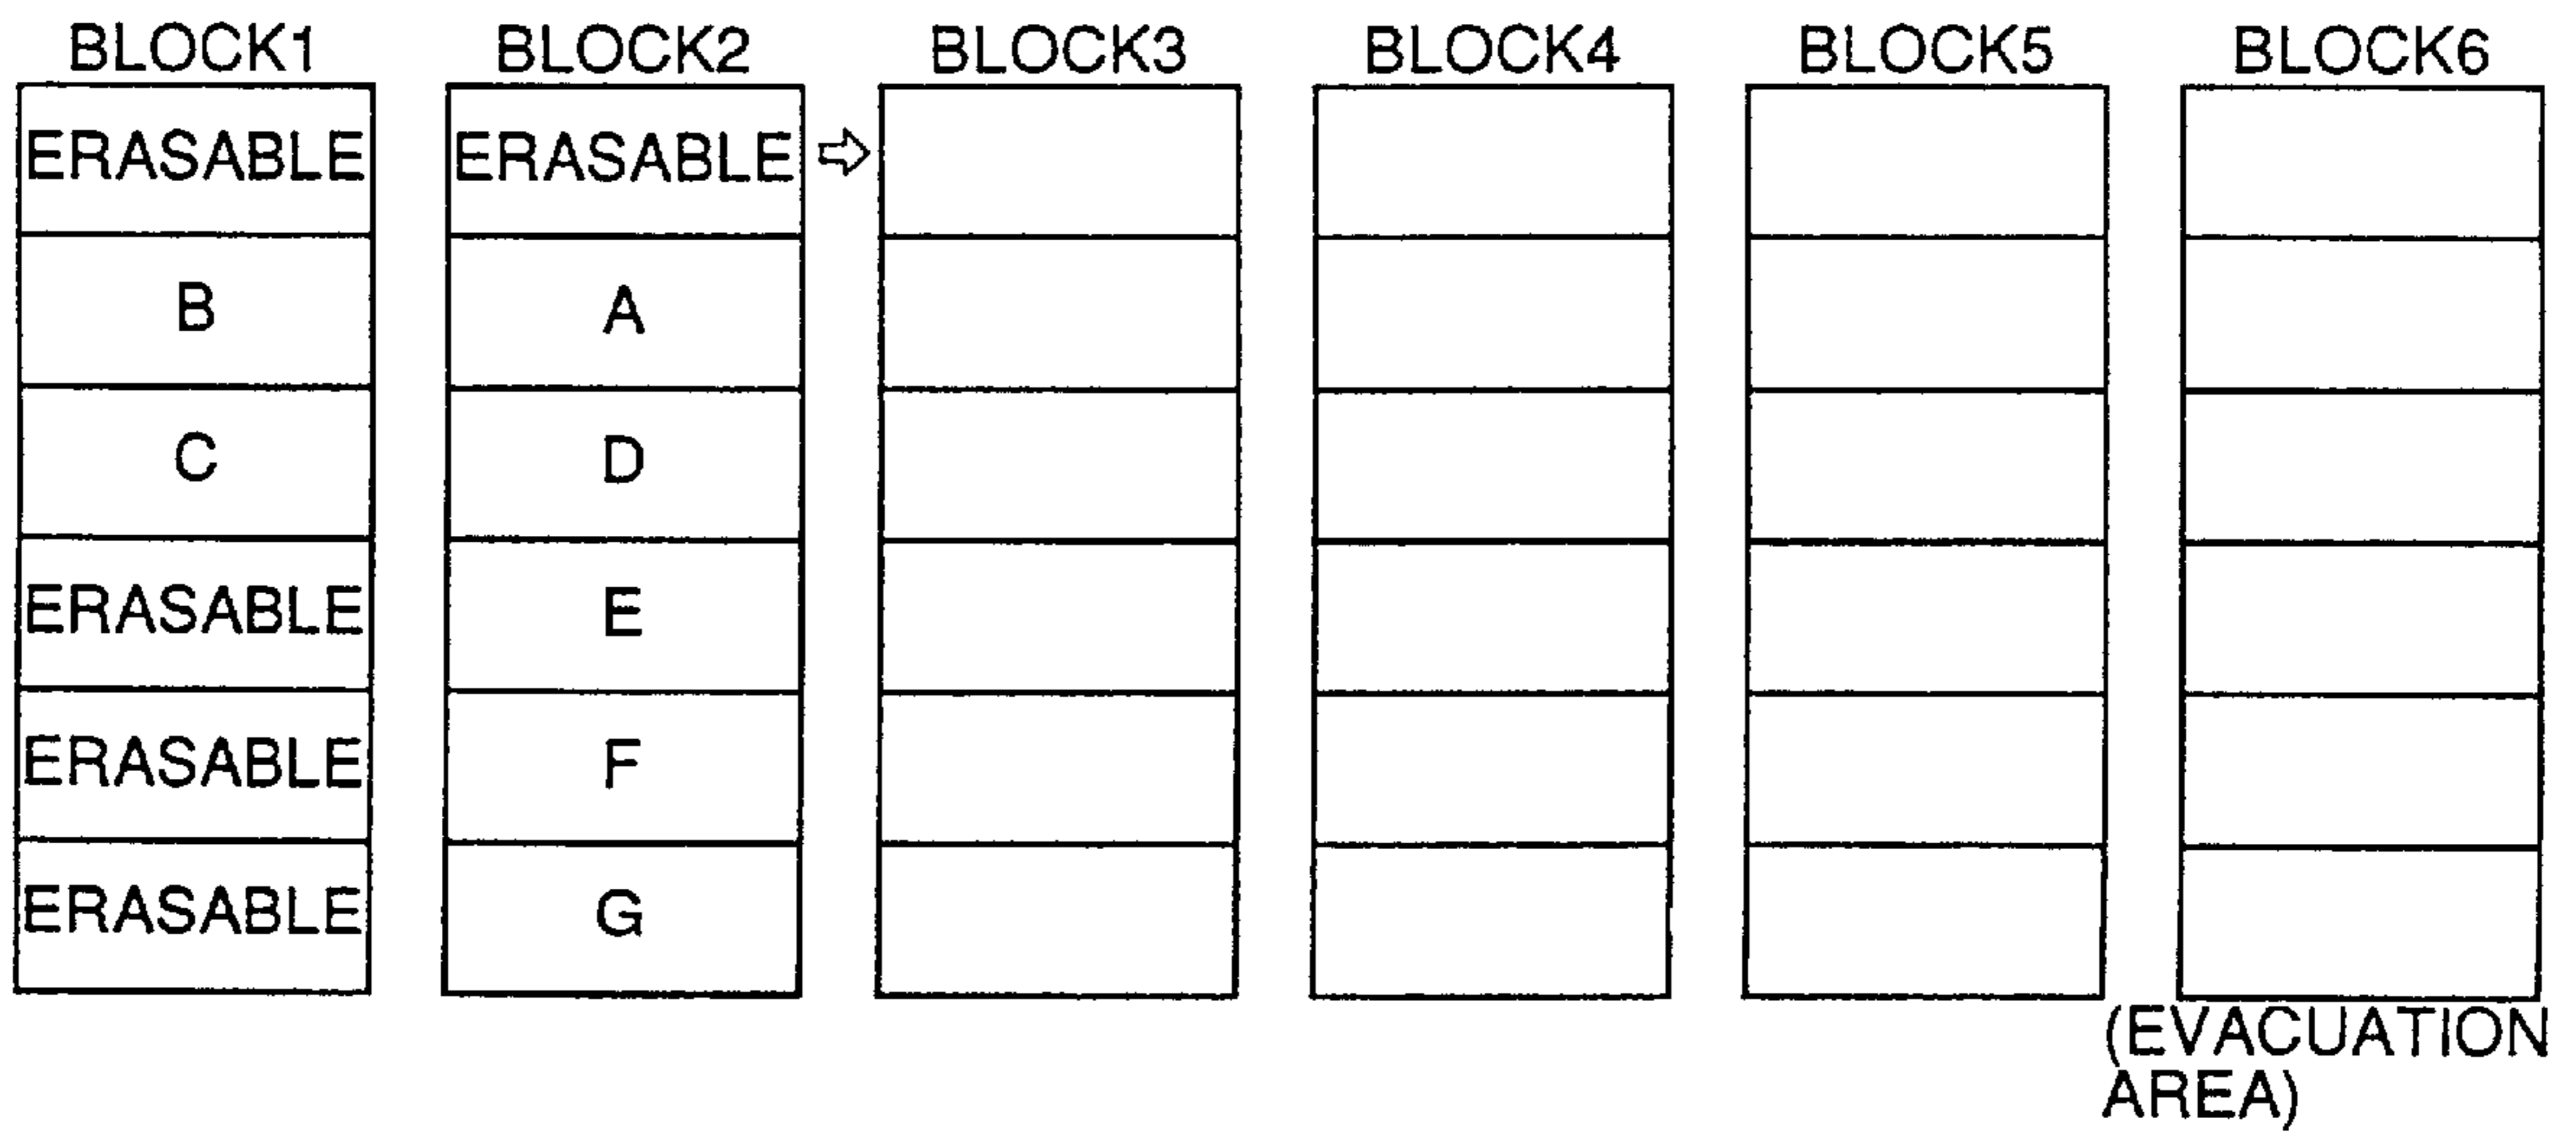 BLOCK1 BLOCK2 BLOCK3 BLOCK4 BLOCK5 BLOCK6
ERASABLE ERASABLE
B A
C D
ERASABLE E
ERASABLE F
ERASABLE G
(EVACUATION
AREA)